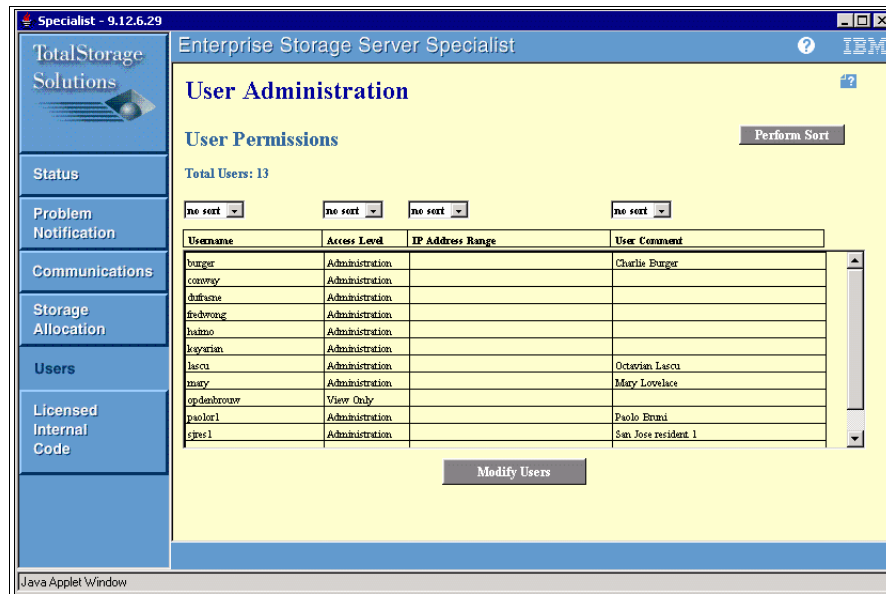 Specialist - 9.12.6.29
TotalStorage
Solutions
Enterprise Storage Server Specialist
? IBM
User Administration
?
User Permissions
Perform Sort
Total Users: 13
Status
Problem
Notification
Communications
Storage
Allocation
Users
Licensed
Internal
Code
no sort no sort no sort no sort
Username Access Level IP Address Range User Comment
burger Administration Charlie Burger
conway Administration
dufrasne Administration
fredwong Administration
haimo Administration
kayarian Administration
lascu Administration Octavian Lascu
mary Administration Mary Lovelace
opdenbrouw View Only
paolor1 Administration Paolo Bruni
sjres1 Administration San Jose resident 1
Modify Users
Java Applet Window